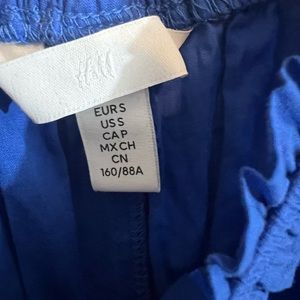 H&M
EUR S
US S
CA P
MX CH
CN
160/88A